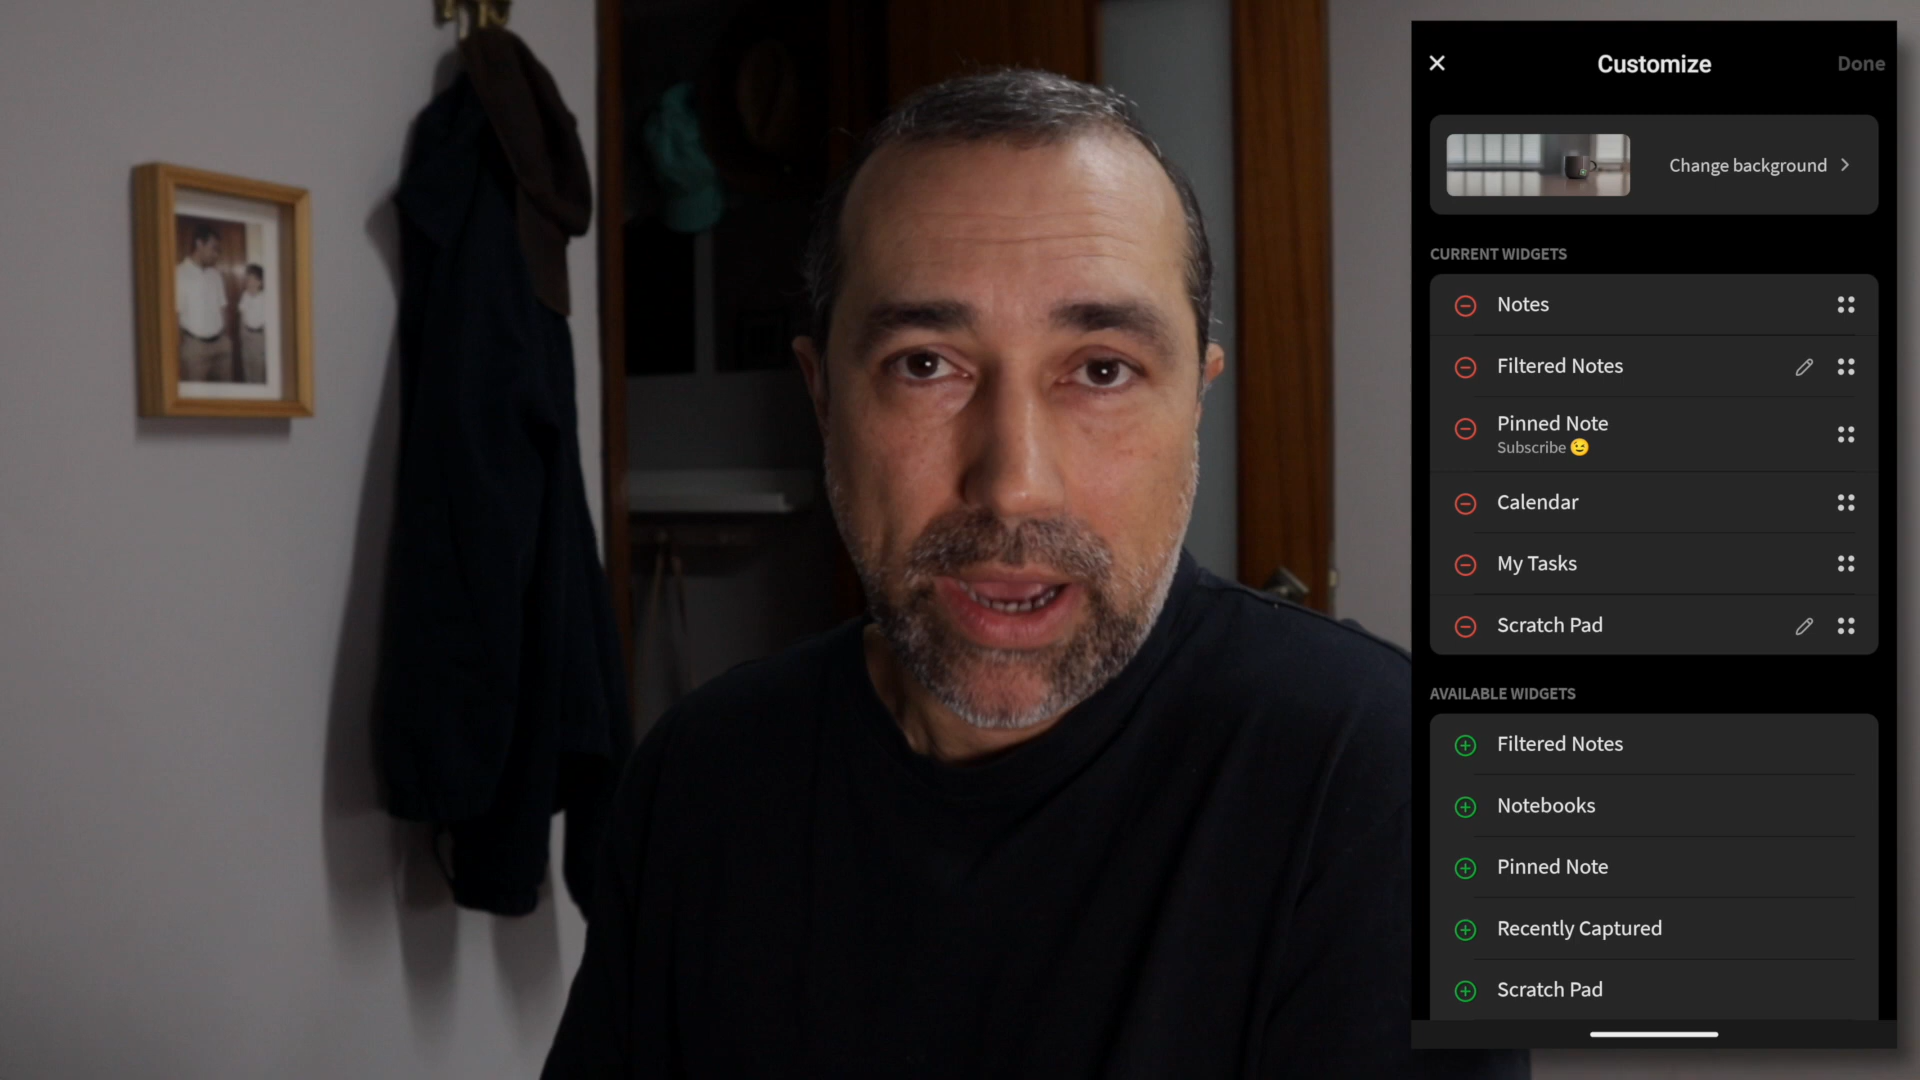 Customize
Done
Change background
CURRENT WIDGETS
Notes
Filtered Notes
Pinned Note
Subscribe 😉
Calendar
My Tasks
Scratch Pad
AVAILABLE WIDGETS
Filtered Notes
Notebooks
Pinned Note
Recently Captured
Scratch Pad